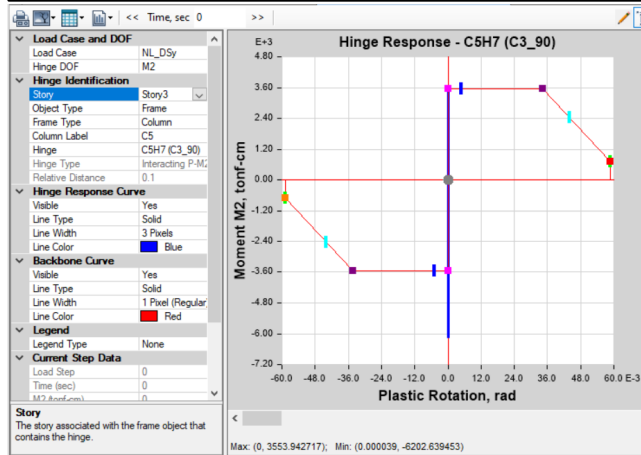 << Time, sec 0 >>
Load Case and DOF
Load Case NL_DSy
Hinge DOF M2
Hinge Identification
Story Story3
Object Type Frame
Frame Type Column
Column Label C5
Hinge C5H7 (C3_90)
Hinge Type Interacting P-M2
Relative Distance 0.1
Hinge Response Curve
Visible Yes
Line Type Solid
Line Width 3 Pixels
Line Color Blue
Backbone Curve
Visible Yes
Line Type Solid
Line Width 1 Pixel (Regular)
Line Color Red
Legend
Legend Type None
Current Step Data
Load Step 0
Time (sec) 0
M2 (tonf-cm) 0
Story
The story associated with the frame object that
contains the hinge.
Hinge Response - C5H7 (C3_90)
E+3
4.80
3.60
2.40
1.20
0.00
-1.20
-2.40
-3.60
-4.80
-6.00
-7.20
Moment M2, tonf-cm
-60.0 -48.0 -36.0 -24.0 -12.0 0.0 12.0 24.0 36.0 48.0 60.0 E-3
Plastic Rotation, rad
<
Max: (0, 3553.942717); Min: (0.000039, -6202.639453)